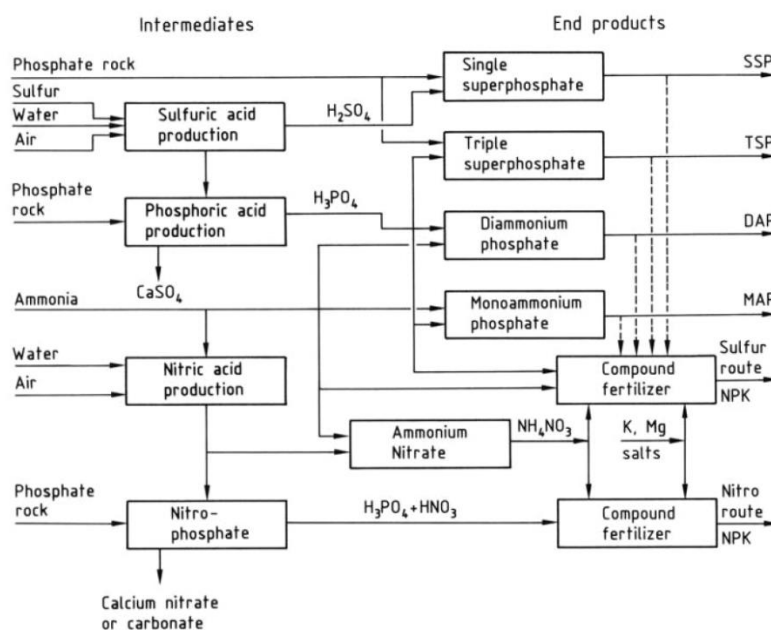 Intermediates
End products
Phosphate rock
Single
superphosphate
SSP
Sulfur
Water
Air
Sulfuric acid
production
H₂SO₄
Triple
superphosphate
TSP
Phosphate
rock
Phosphoric acid
production
H₃PO₄
Diammonium
phosphate
DAP
CaSO₄
Ammonia
Monoammonium
phosphate
MAP
Water
Air
Nitric acid
production
Compound
fertilizer
Sulfur
route
NPK
Ammonium
Nitrate
NH₄NO₃
K, Mg
salts
Phosphate
rock
Nitro-
phosphate
H₃PO₄+HNO₃
Compound
fertilizer
Nitro
route
NPK
Calcium nitrate
or carbonate